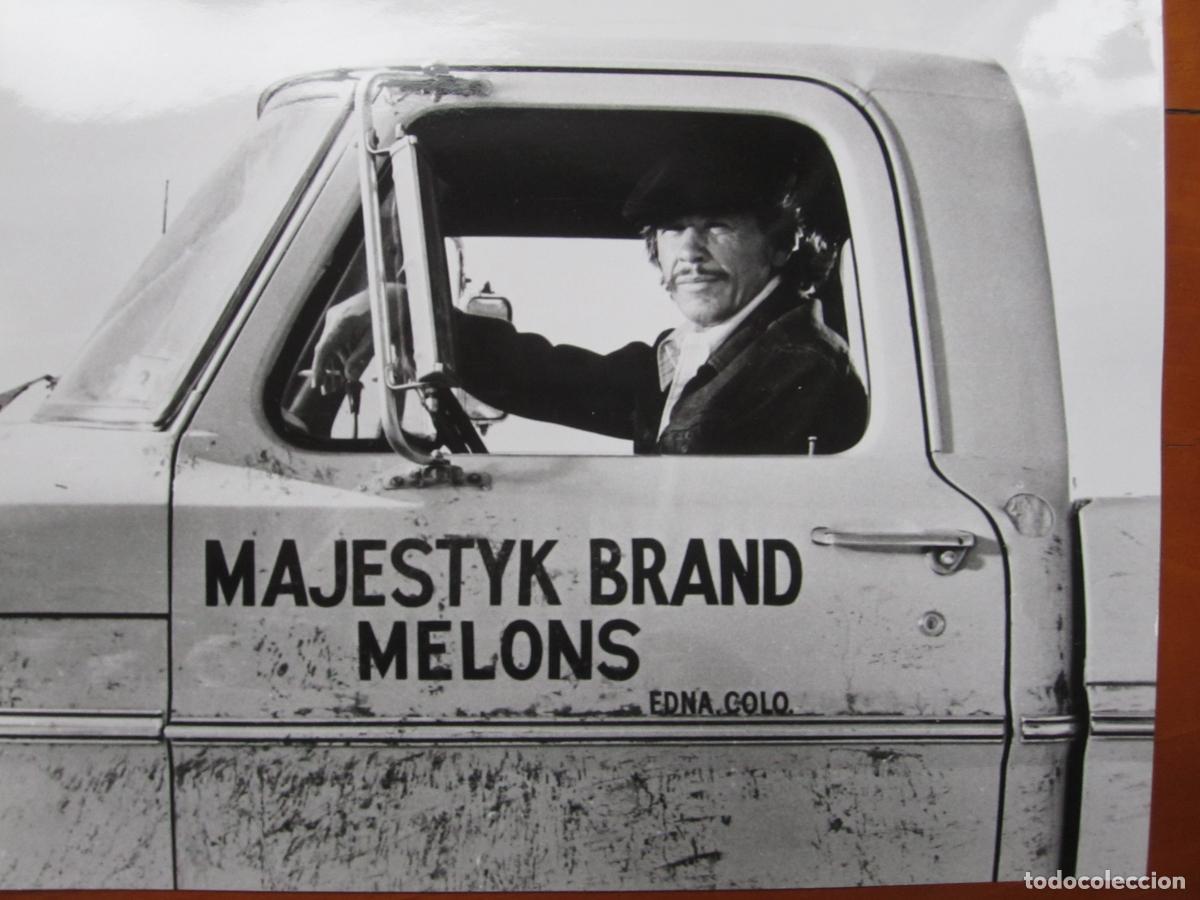 MAJESTYK BRAND
MELONS
EDNA. COLO.
todocoleccion